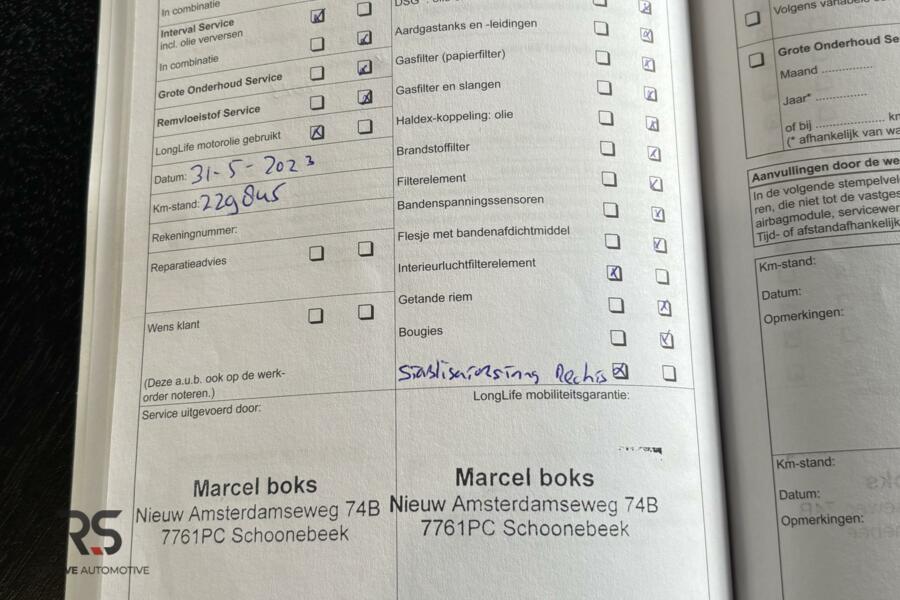 In combinatie
Interval Service
incl. olie verversen
In combinatie
Grote Onderhoud Service
Remvloeistof Service
LongLife motorolie gebruikt
Datum: 31-5-2023
Km-stand: 229845
Rekeningnummer:
Reparatieadvies
Wens klant
(Deze a.u.b. ook op de werk-
order noteren.)
Service uitgevoerd door:
Marcel boks
Nieuw Amsterdamseweg 74B
7761PC Schoonebeek
DSG
Aardgastanks en -leidingen
Gasfilter (papierfilter)
Gasfilter en slangen
Haldex-koppeling: olie
Brandstoffilter
Filterelement
Bandenspanningssensoren
Flesje met bandenafdichtmiddel
Interieurluchtfilterelement
Getande riem
Bougies
Rechts
LongLife mobiliteitsgarantie:
Marcel boks
Nieuw Amsterdamseweg 74B
7761PC Schoonebeek
Volgens
Grote Onderhoud Se
Maand
Jaar*
of bij
(* afhankelijk van
Aanvullingen door de we
In de volgende stempelvel
ren, die niet tot de vastges
airbagmodule, servicewer
Tijd- of afstandafhankelijk
Km-stand:
Datum:
Opmerkingen:
Km-stand:
Datum:
Opmerkingen:
RS
VE AUTOMOTIVE